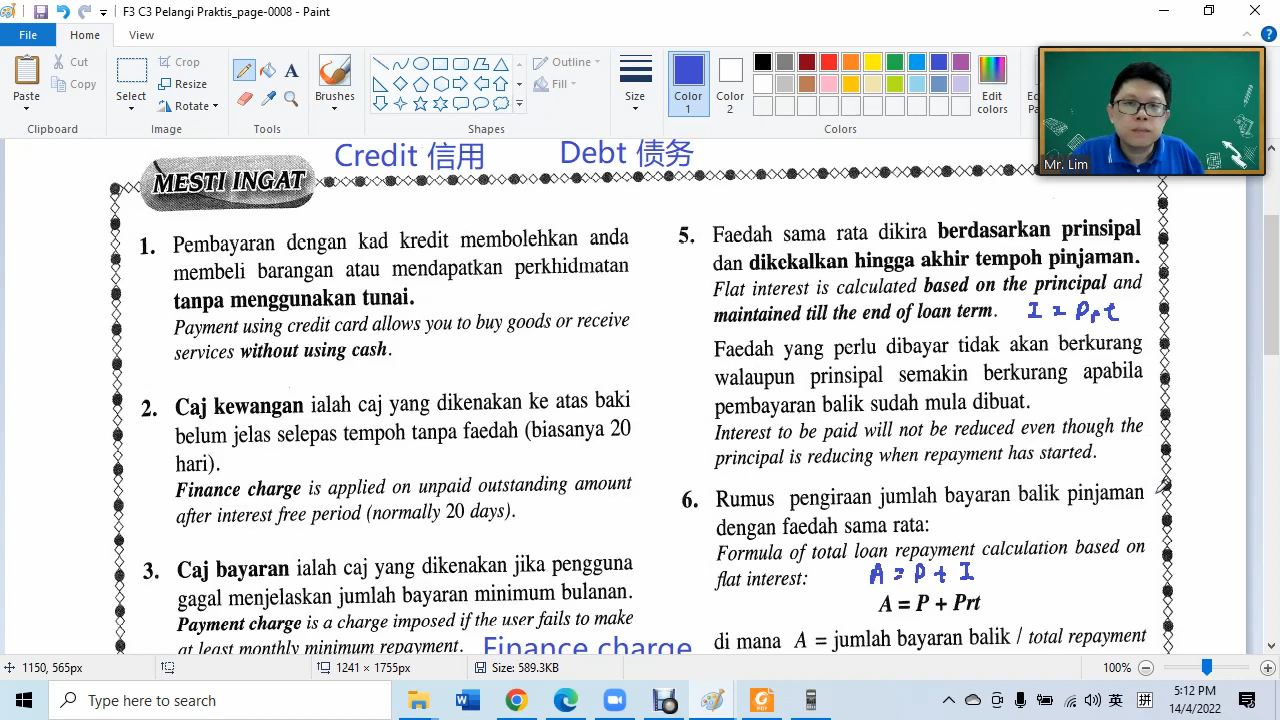 F3 C3 Pelangi Praktis_page-0008 - Paint
File
Home
View
Paste
Cut
Copy
Clipboard
Select
Crop
Resize
Rotate
Image
Tools
Brushes
Outline
Fill
Shapes
Size
Color 1
Color 2
Colors
Edit colors
Mr. Lim
Credit 信用
Debt 债务
MESTI INGAT
1. Pembayaran dengan kad kredit membolehkan anda
membeli barangan atau mendapatkan perkhidmatan
tanpa menggunakan tunai.
Payment using credit card allows you to buy goods or receive
services without using cash.
2. Caj kewangan ialah caj yang dikenakan ke atas baki
belum jelas selepas tempoh tanpa faedah (biasanya 20
hari).
Finance charge is applied on unpaid outstanding amount
after interest free period (normally 20 days).
3. Caj bayaran ialah caj yang dikenakan jika pengguna
gagal menjelaskan jumlah bayaran minimum bulanan.
Payment charge is a charge imposed if the user fails to make
at least monthly minimum repayment.
Finance charge
5. Faedah sama rata dikira berdasarkan prinsipal
dan dikekalkan hingga akhir tempoh pinjaman.
Flat interest is calculated based on the principal and
maintained till the end of loan term. I = Prt
Faedah yang perlu dibayar tidak akan berkurang
walaupun prinsipal semakin berkurang apabila
pembayaran balik sudah mula dibuat.
Interest to be paid will not be reduced even though the
principal is reducing when repayment has started.
6. Rumus pengiraan jumlah bayaran balik pinjaman
dengan faedah sama rata:
Formula of total loan repayment calculation based on
flat interest: A = P + I
A = P + Prt
di mana A = jumlah bayaran balik / total repayment
1150, 565px
1241 × 1755px
Size: 589.3KB
100%
Type here to search
英
拼
5:12 PM
14/4/2022